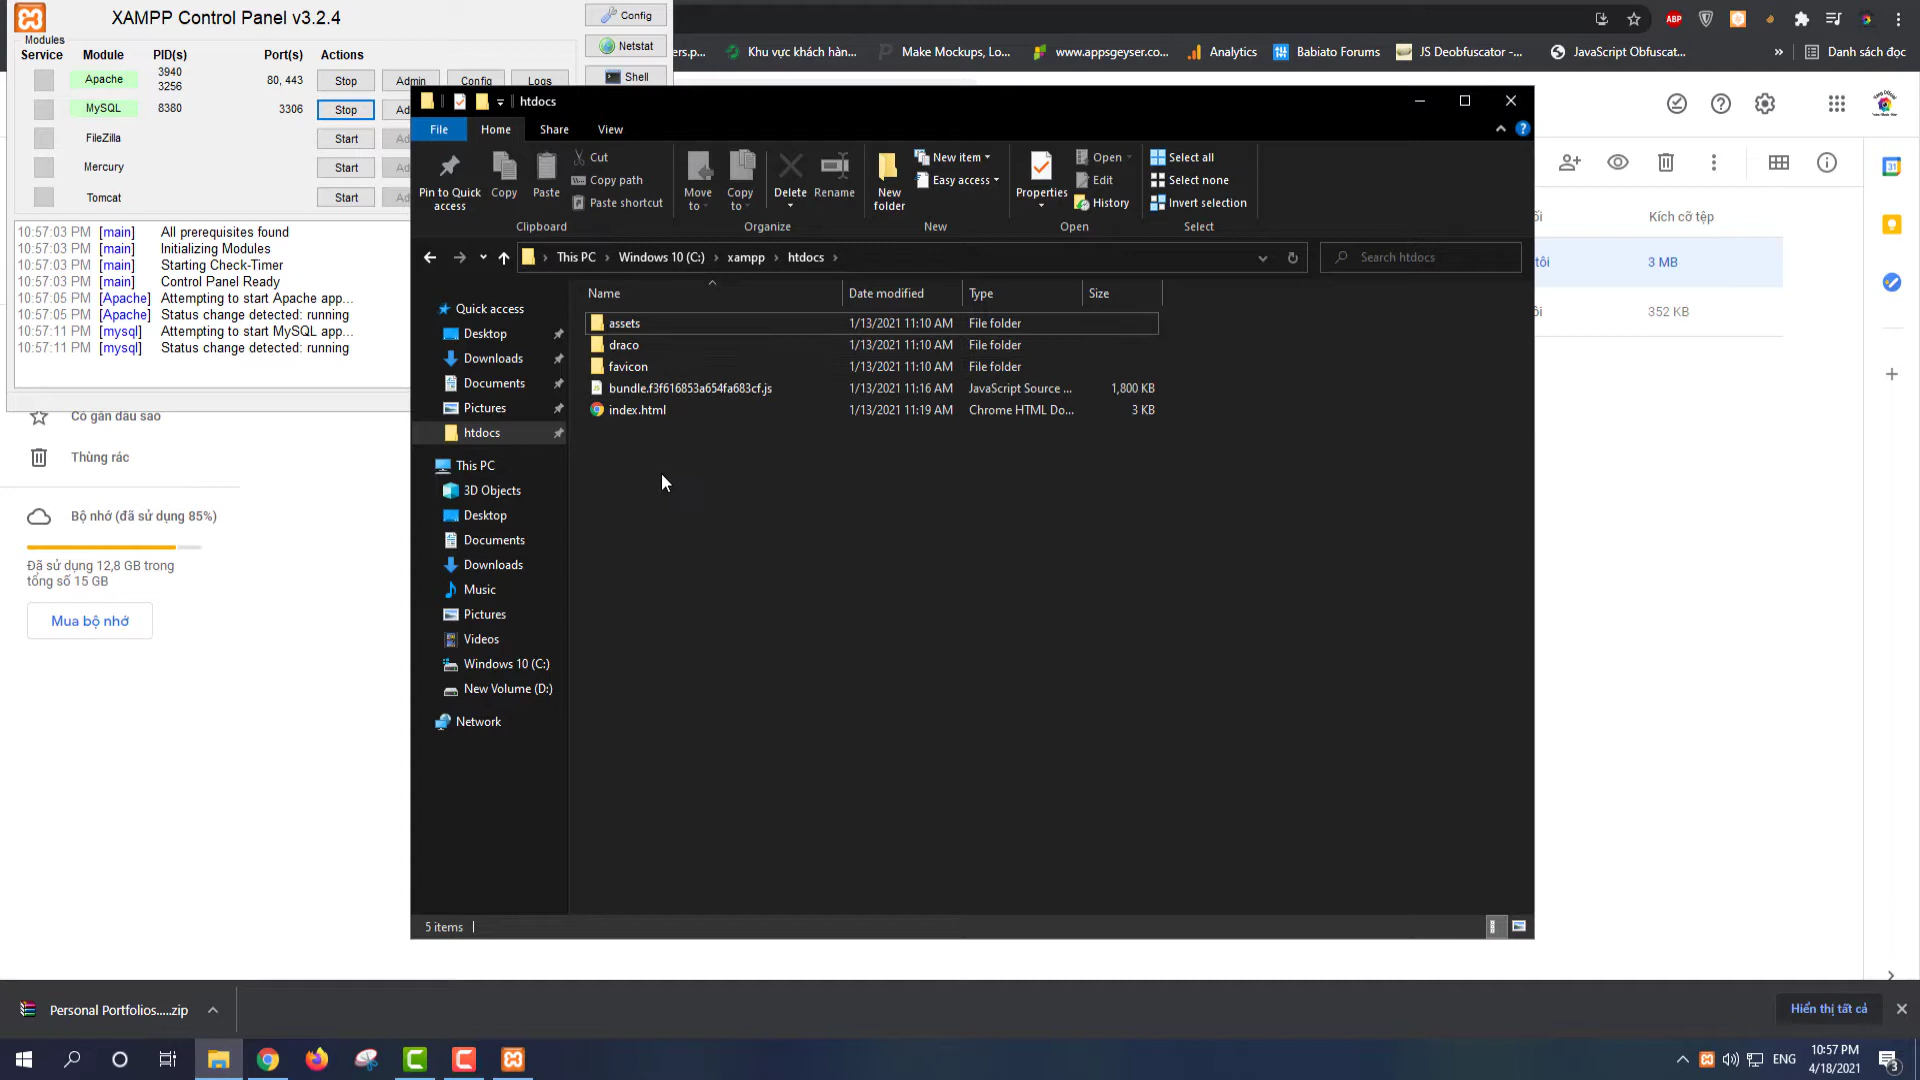 XAMPP Control Panel v3.2.4
Modules
Service Module PID(s) Port(s) Actions
Apache 3940 3256 80, 443 Stop Admin Config Logs
MySQL 8380 3306 Stop
FileZilla Start
Mercury Start
Tomcat Start
Config
Netstat
Shell
10:57:03 PM [main] All prerequisites found
10:57:03 PM [main] Initializing Modules
10:57:03 PM [main] Starting Check-Timer
10:57:03 PM [main] Control Panel Ready
10:57:05 PM [Apache] Attempting to start Apache app...
10:57:05 PM [Apache] Status change detected: running
10:57:11 PM [mysql] Attempting to start MySQL app...
10:57:11 PM [mysql] Status change detected: running
ABP
ers.p... Khu vực khách hàn... Make Mockups, Lo... www.appsgeyser.co... Analytics Babiato Forums JS Deobfuscator -... JavaScript Obfuscat... » Danh sách đọc
htdocs
File Home Share View
Pin to Quick access
Copy
Paste
Cut
Copy path
Paste shortcut
Clipboard
Move to
Copy to
Delete
Rename
Organize
New folder
New item
Easy access
New
Properties
Open
Edit
History
Open
Select all
Select none
Invert selection
Select
This PC › Windows 10 (C:) › xampp › htdocs ›
Search htdocs
Name Date modified Type Size
assets 1/13/2021 11:10 AM File folder
draco 1/13/2021 11:10 AM File folder
favicon 1/13/2021 11:10 AM File folder
bundle.f3f616853a654fa683cf.js 1/13/2021 11:16 AM JavaScript Source ... 1,800 KB
index.html 1/13/2021 11:19 AM Chrome HTML Do... 3 KB
Quick access
Desktop
Downloads
Documents
Pictures
htdocs
This PC
3D Objects
Desktop
Documents
Downloads
Music
Pictures
Videos
Windows 10 (C:)
New Volume (D:)
Network
5 items
Có gắn dấu sao
Thùng rác
Bộ nhớ (đã sử dụng 85%)
Đã sử dụng 12,8 GB trong
tổng số 15 GB
Mua bộ nhớ
Kích cỡ tệp
tôi 3 MB
352 KB
31
Personal Portfolios.....zip
Hiển thị tất cả
ENG
10:57 PM
4/18/2021
3